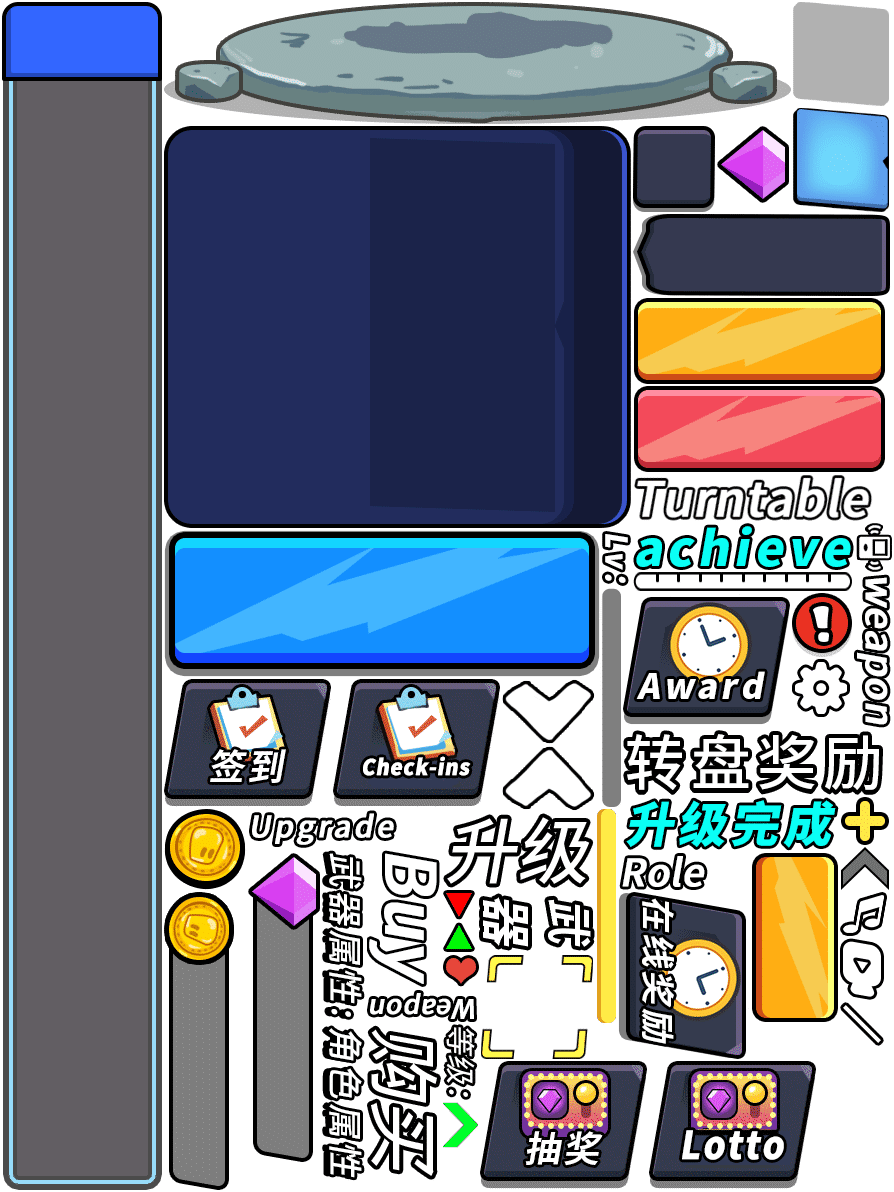 Turntable
Lv:
achieve
weapon
Award
签到
Check-ins
转盘奖励
升级完成
Upgrade
升级
Role
武器属性:
Buy
武器
在线奖励
Weapon
等级:
角色属性
购买
抽奖
Lotto